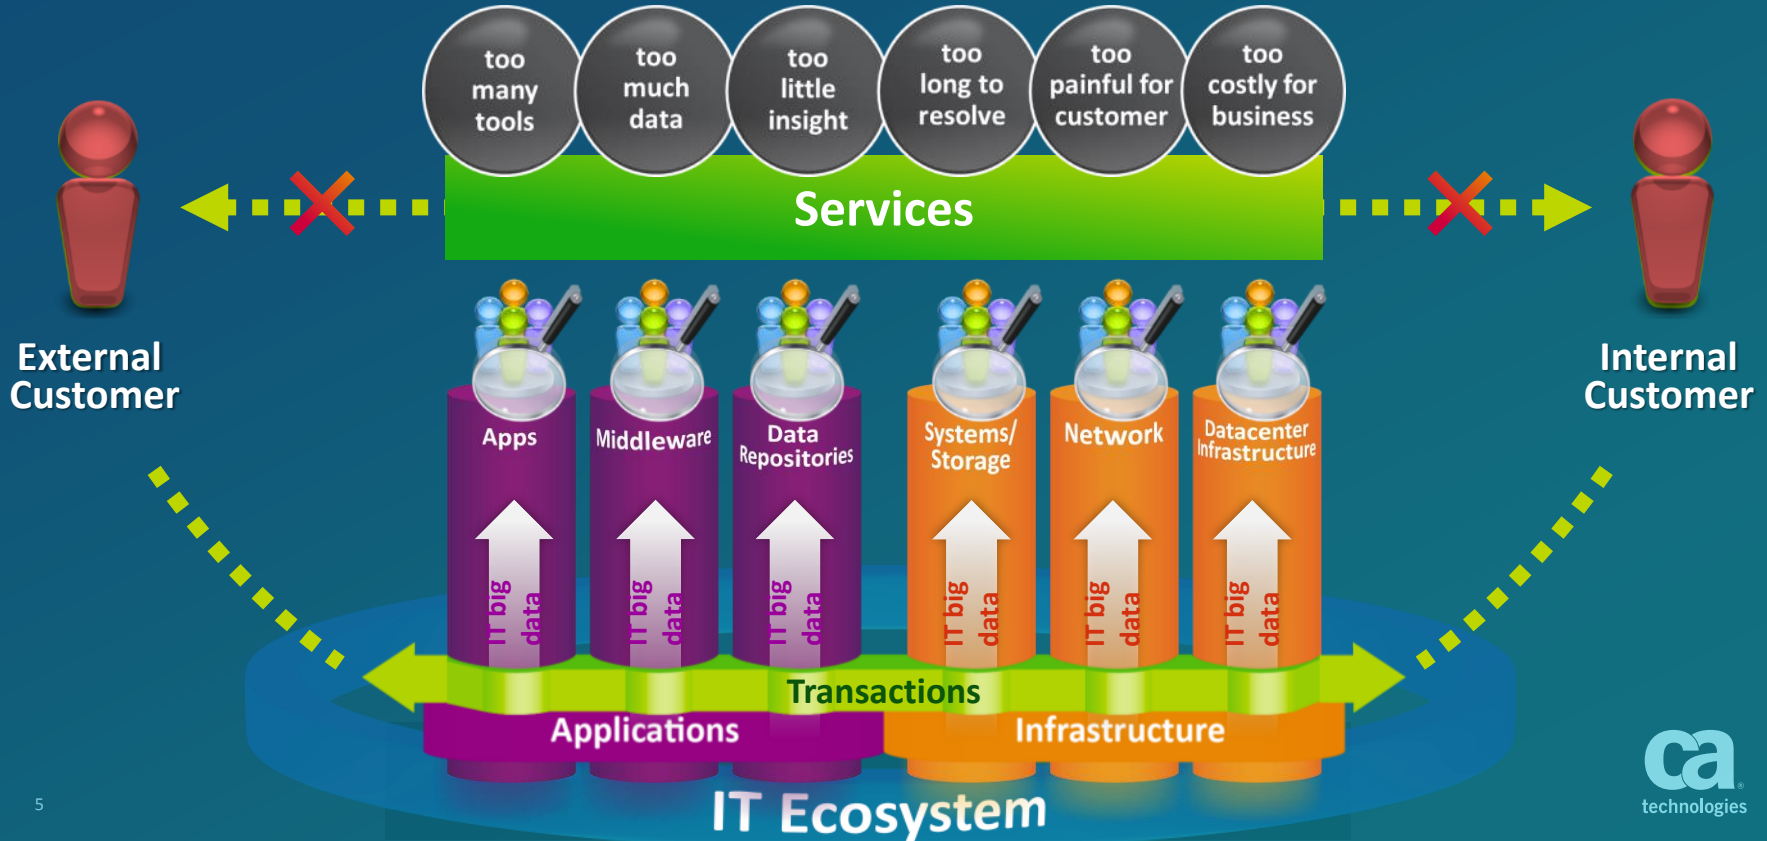 too
many
tools
too
much
data
too
little
insight
too
long to
resolve
too
painful for
customer
too
costly for
business
Services
External
Customer
Internal
Customer
Apps
Middleware
Data
Repositories
Systems/
Storage
Network
Datacenter
Infrastructure
IT big
data
IT big
data
IT big
data
IT big
data
IT big
data
IT big
data
Transactions
Applications
Infrastructure
IT Ecosystem
5
ca®
technologies